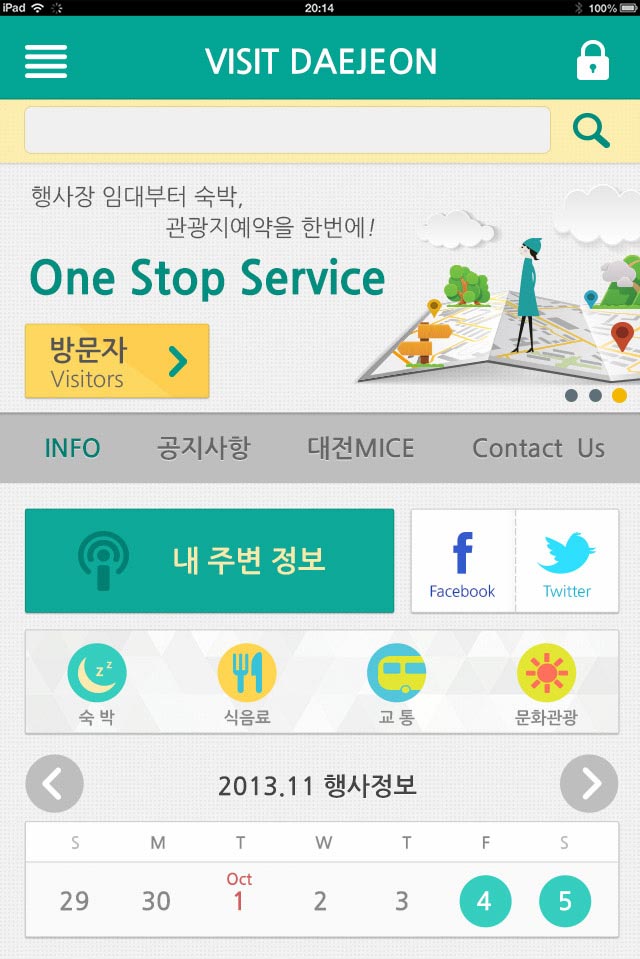 iPad 20:14 100%
VISIT DAEJEON
행사장 임대부터 숙박,
관광지예약을 한번에!
One Stop Service
방문자
Visitors
INFO 공지사항 대전MICE Contact Us
내 주변 정보
Facebook Twitter
숙 박 식음료 교 통 문화관광
z z
2013.11 행사정보
S M T W T F S
Oct
29 30 1 2 3 4 5